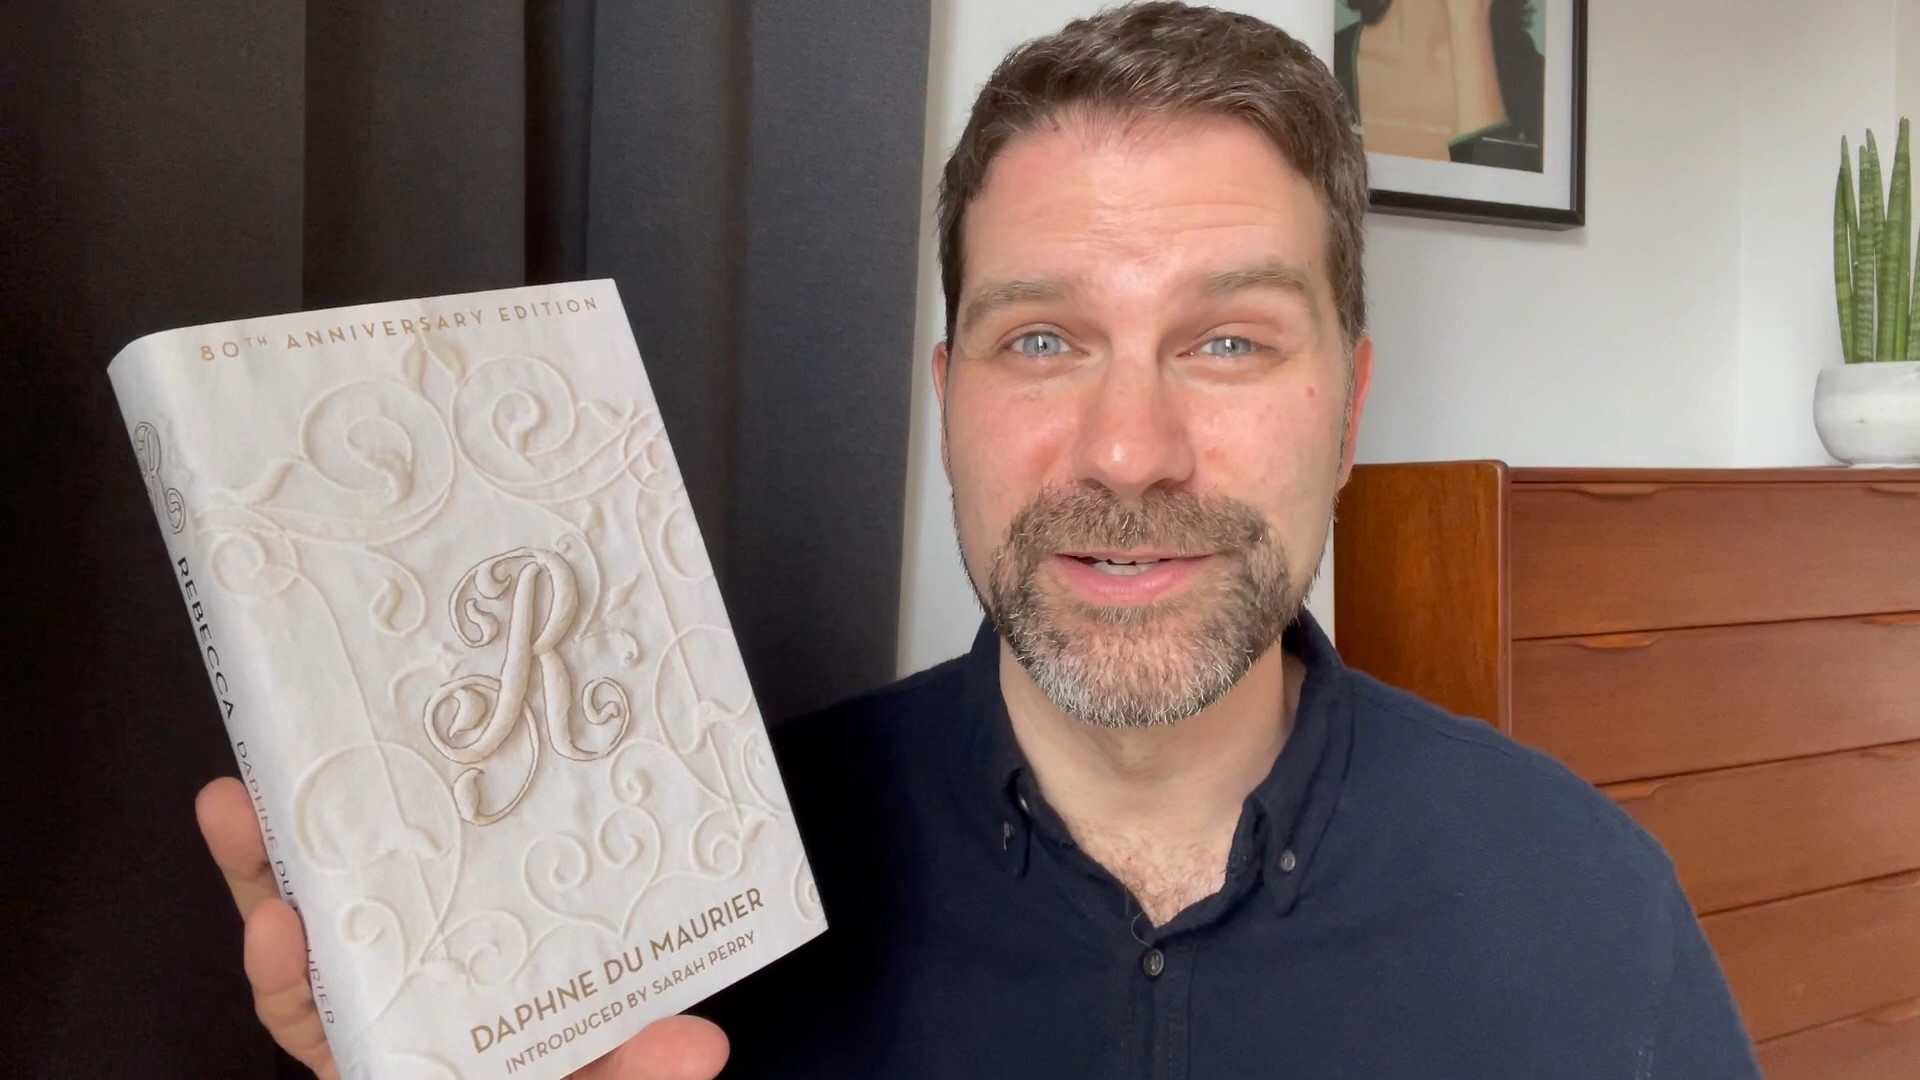 80TH ANNIVERSARY EDITION
R
DAPHNE DU MAURIER
INTRODUCED BY SARAH PERRY
R REBECCA DAPHNE DU MAURIER